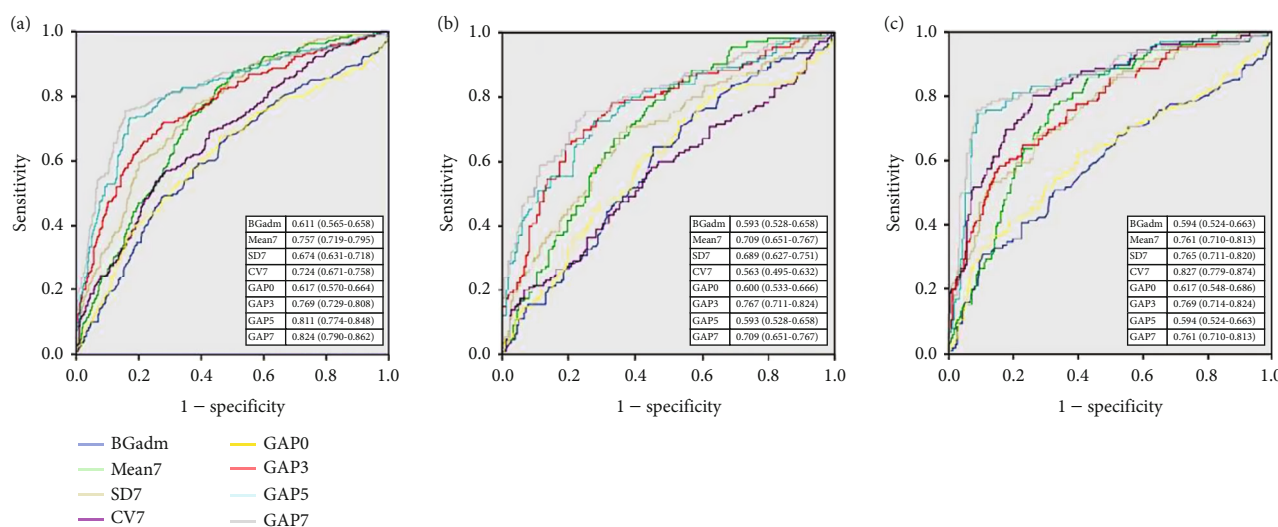 (a)
1.0
0.8
0.6
0.4
0.2
0.0
Sensitivity
0.0 0.2 0.4 0.6 0.8 1.0
1 − specificity
BGadm 0.611 (0.565-0.658)
Mean7 0.757 (0.719-0.795)
SD7 0.674 (0.631-0.718)
CV7 0.724 (0.671-0.758)
GAP0 0.617 (0.570-0.664)
GAP3 0.769 (0.729-0.808)
GAP5 0.811 (0.774-0.848)
GAP7 0.824 (0.790-0.862)
(b)
1.0
0.8
0.6
0.4
0.2
0.0
Sensitivity
0.0 0.2 0.4 0.6 0.8 1.0
1 − specificity
BGadm 0.593 (0.528-0.658)
Mean7 0.709 (0.651-0.767)
SD7 0.689 (0.627-0.751)
CV7 0.563 (0.495-0.632)
GAP0 0.600 (0.533-0.666)
GAP3 0.767 (0.711-0.824)
GAP5 0.593 (0.528-0.658)
GAP7 0.709 (0.651-0.767)
(c)
1.0
0.8
0.6
0.4
0.2
0.0
Sensitivity
0.0 0.2 0.4 0.6 0.8 1.0
1 − specificity
BGadm 0.594 (0.524-0.663)
Mean7 0.761 (0.710-0.813)
SD7 0.765 (0.711-0.820)
CV7 0.827 (0.779-0.874)
GAP0 0.617 (0.548-0.686)
GAP3 0.769 (0.714-0.824)
GAP5 0.594 (0.524-0.663)
GAP7 0.761 (0.710-0.813)
BGadm
Mean7
SD7
CV7
GAP0
GAP3
GAP5
GAP7